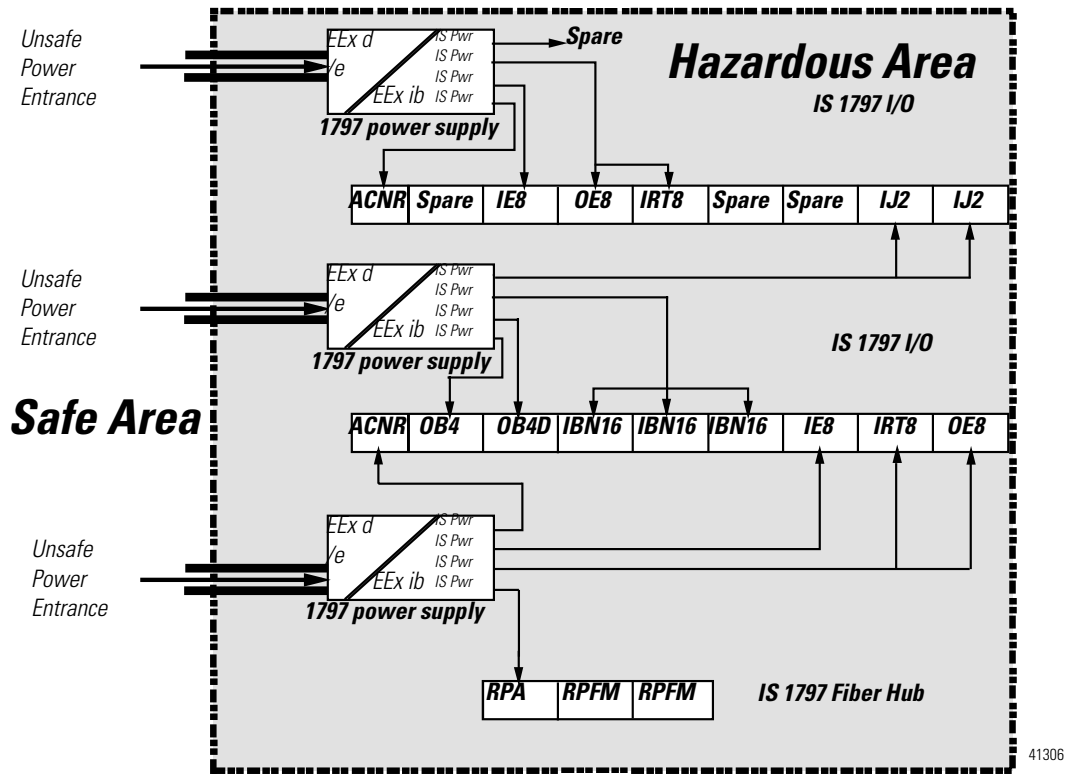 Unsafe
Power
Entrance
EEx d
/e
EEx ib
IS Pwr
IS Pwr
IS Pwr
IS Pwr
1797 power supply
Spare
Hazardous Area
IS 1797 I/O
ACNR Spare IE8 OE8 IRT8 Spare Spare IJ2 IJ2
Unsafe
Power
Entrance
EEx d
/e
EEx ib
IS Pwr
IS Pwr
IS Pwr
IS Pwr
1797 power supply
IS 1797 I/O
Safe Area
ACNR OB4 OB4D IBN16 IBN16 IBN16 IE8 IRT8 OE8
Unsafe
Power
Entrance
EEx d
/e
EEx ib
IS Pwr
IS Pwr
IS Pwr
IS Pwr
1797 power supply
RPA RPFM RPFM
IS 1797 Fiber Hub
41306